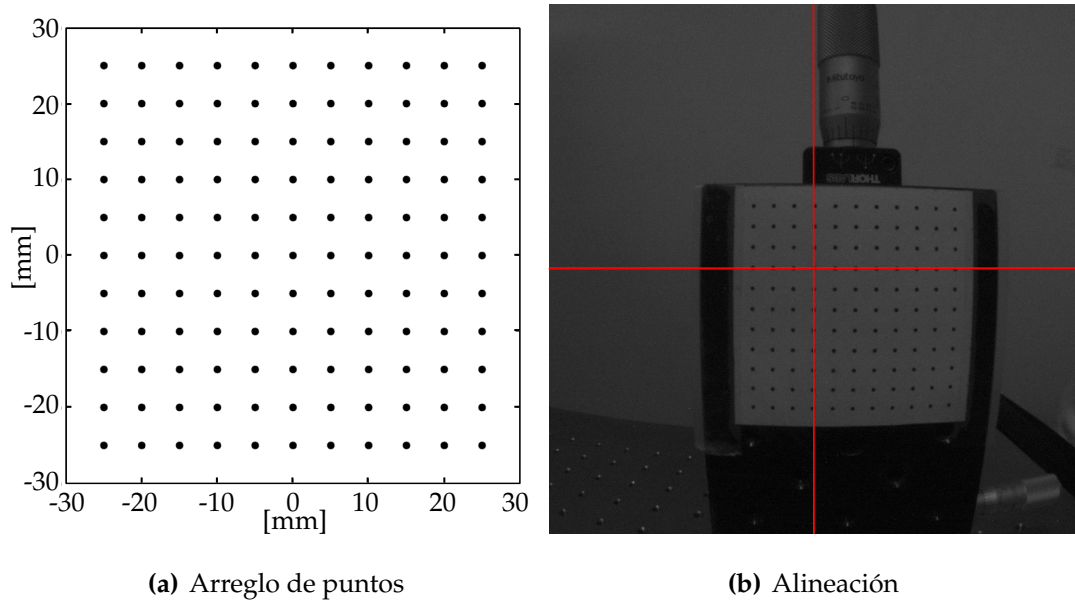 30
20
10
0
-10
-20
-30
[mm]
-30 -20 -10 0 10 20 30
[mm]
Mitutoyo
THORLABS
(a) Arreglo de puntos
(b) Alineación